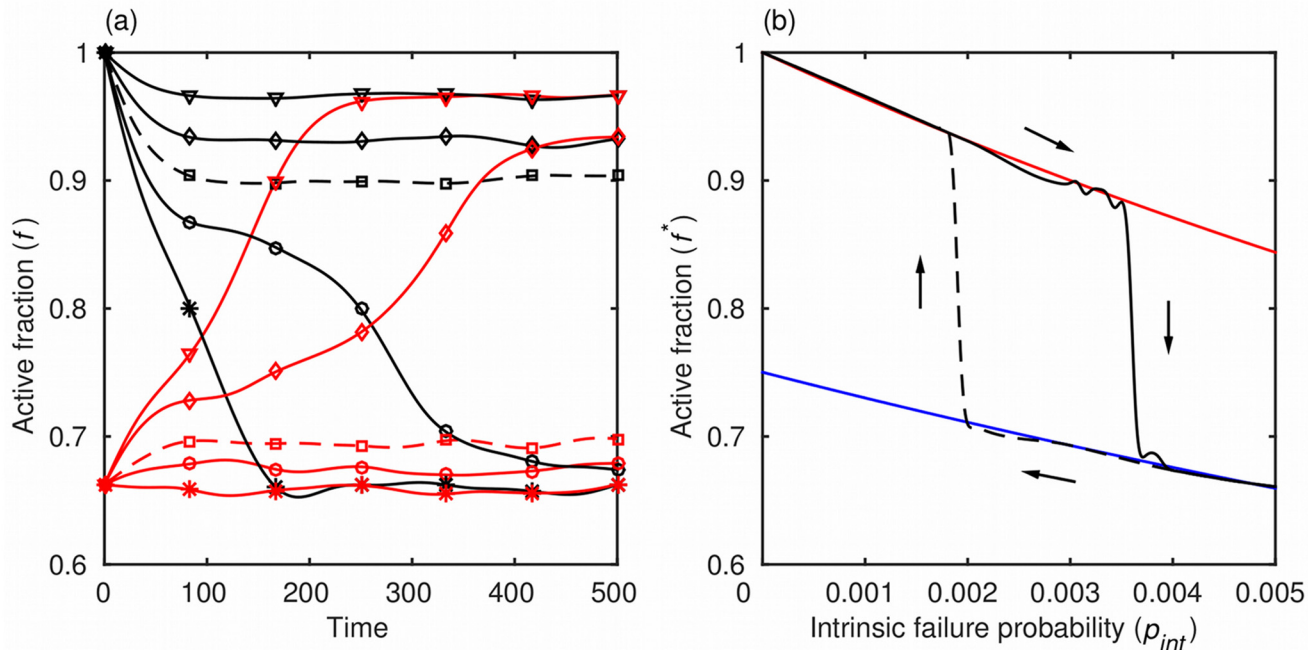 (a)
1
0.9
0.8
0.7
0.6
Active fraction (f)
0 100 200 300 400 500
Time
(b)
1
0.9
0.8
0.7
0.6
Active fraction (f*)
0 0.001 0.002 0.003 0.004 0.005
Intrinsic failure probability (p_int)